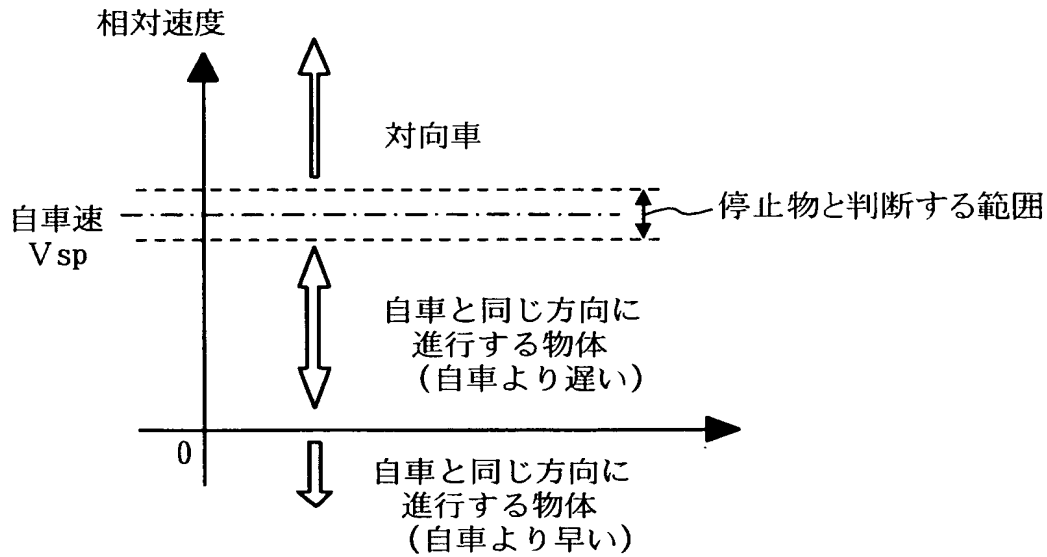 相対速度
対向車
自車速
Vsp
停止物と判断する範囲
自車と同じ方向に
進行する物体
(自車より遅い)
0
自車と同じ方向に
進行する物体
(自車より早い)